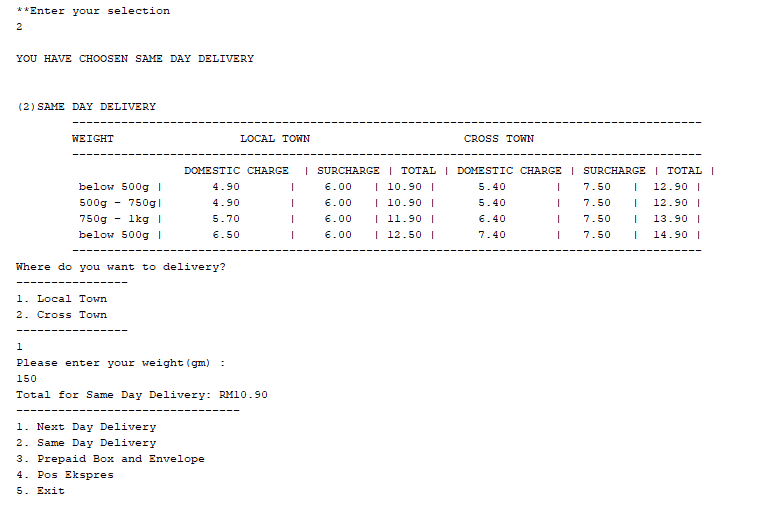 **Enter your selection
2
YOU HAVE CHOOSEN SAME DAY DELIVERY
(2)SAME DAY DELIVERY
------------------------------------------------------------------------------------------
WEIGHT LOCAL TOWN CROSS TOWN
------------------------------------------------------------------------------------------
DOMESTIC CHARGE | SURCHARGE | TOTAL | DOMESTIC CHARGE | SURCHARGE | TOTAL |
below 500g | 4.90 | 6.00 | 10.90 | 5.40 | 7.50 | 12.90 |
500g - 750g| 4.90 | 6.00 | 10.90 | 5.40 | 7.50 | 12.90 |
750g - 1kg | 5.70 | 6.00 | 11.90 | 6.40 | 7.50 | 13.90 |
below 500g | 6.50 | 6.00 | 12.50 | 7.40 | 7.50 | 14.90 |
------------------------------------------------------------------------------------------
Where do you want to delivery?
----------------
1. Local Town
2. Cross Town
----------------
1
Please enter your weight(gm) :
150
Total for Same Day Delivery: RM10.90
--------------------------------
1. Next Day Delivery
2. Same Day Delivery
3. Prepaid Box and Envelope
4. Pos Ekspres
5. Exit